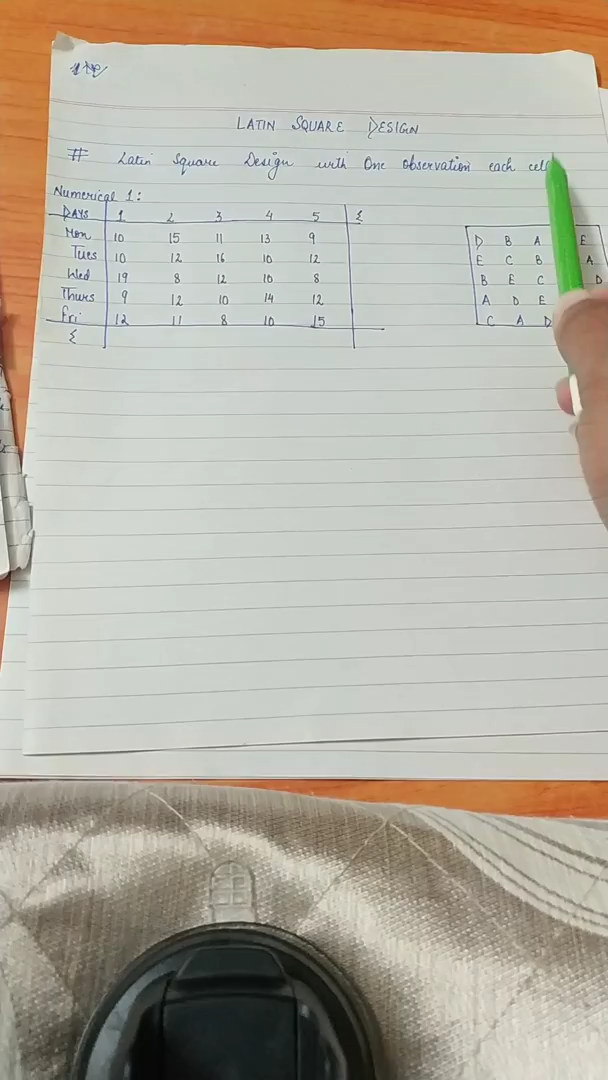 LATIN SQUARE DESIGN
# Latin Square Design with One Observation each cell
Numerical 1:
DAYS 1 2 3 4 5 Σ
Mon 10 15 11 13 9
Tues 10 12 16 10 12
Wed 19 8 12 10 8
Thurs 9 12 10 14 12
Fri 12 11 8 10 15
Σ
D B A E
E C B A
B E C D
A D E
C A D